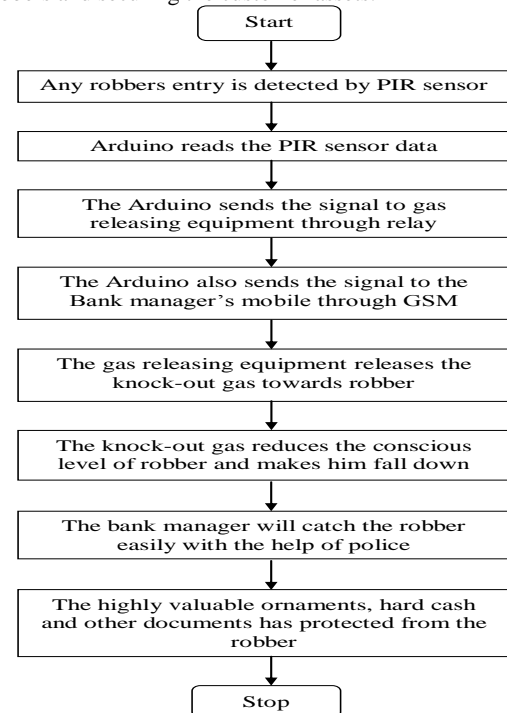 Start
Any robbers entry is detected by PIR sensor
Arduino reads the PIR sensor data
The Arduino sends the signal to gas
releasing equipment through relay
The Arduino also sends the signal to the
Bank manager's mobile through GSM
The gas releasing equipment releases the
knock-out gas towards robber
The knock-out gas reduces the conscious
level of robber and makes him fall down
The bank manager will catch the robber
easily with the help of police
The highly valuable ornaments, hard cash
and other documents has protected from the
robber
Stop